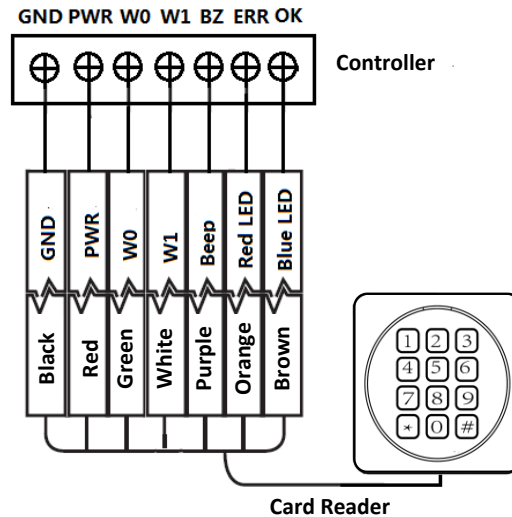 GND PWR W0 W1 BZ ERR OK
Controller
GND
PWR
W0
W1
Beep
Red LED
Blue LED
Black
Red
Green
White
Purple
Orange
Brown
1 2 3
4 5 6
7 8 9
* 0 #
Card Reader